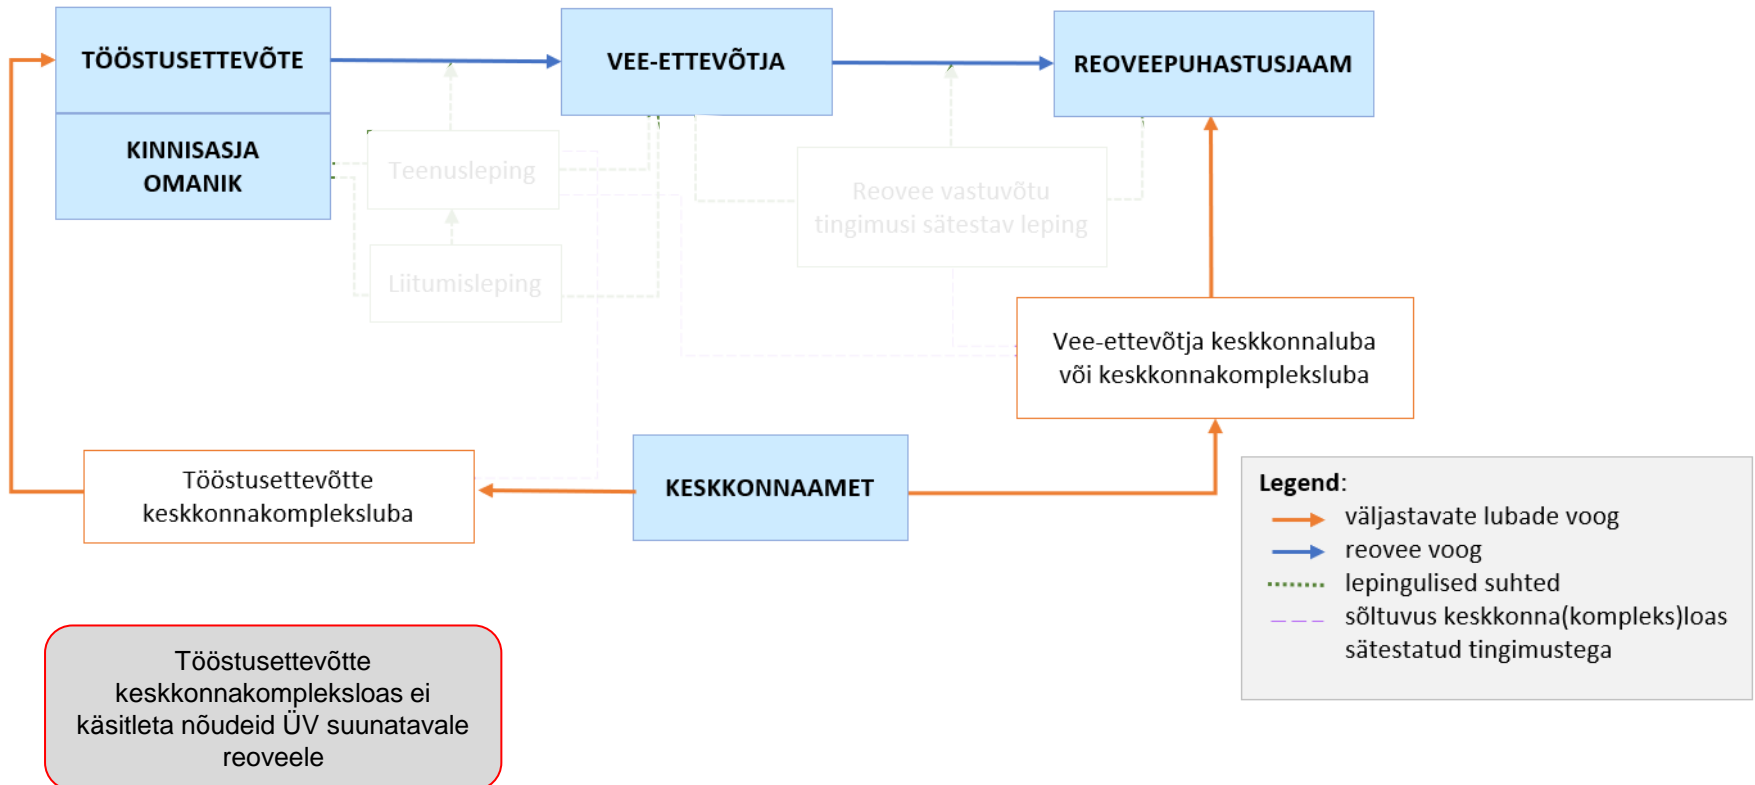 TÖÖSTUSETTEVÕTE
VEE-ETTEVÕTJA
REOVEEPUHASTUSJAAM
KINNISASJA
OMANIK
Teenusleping
Reovee vastuvõtu
tingimusi sätestav leping
Liitumisleping
Vee-ettevõtja keskkonnaluba
või keskkonnakompleksluba
Tööstusettevõtte
keskkonnakompleksluba
KESKKONNAAMET
Legend:
väljastavate lubade voog
reovee voog
lepingulised suhted
sõltuvus keskkonna(kompleks)loas
sätestatud tingimustega
Tööstusettevõtte
keskkonnakompleksloas ei
käsitleta nõudeid ÜV suunatavale
reoveele